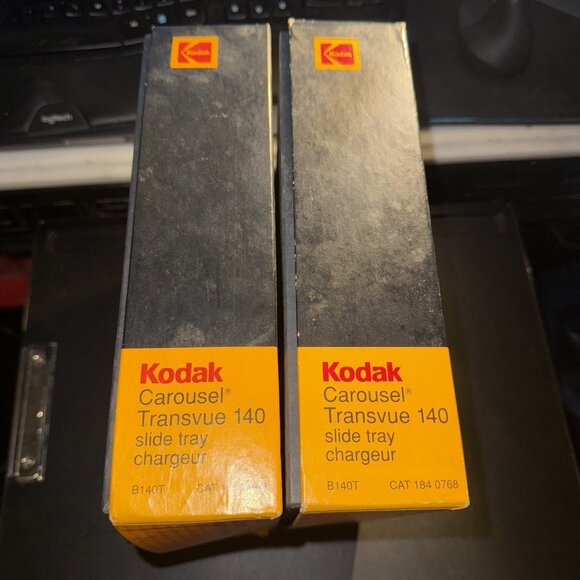 Kodak
Kodak
Carousel®
Transvue 140
slide tray
chargeur
B140T CAT
Kodak
Kodak
Carousel®
Transvue 140
slide tray
chargeur
B140T CAT 184 0768
logitech